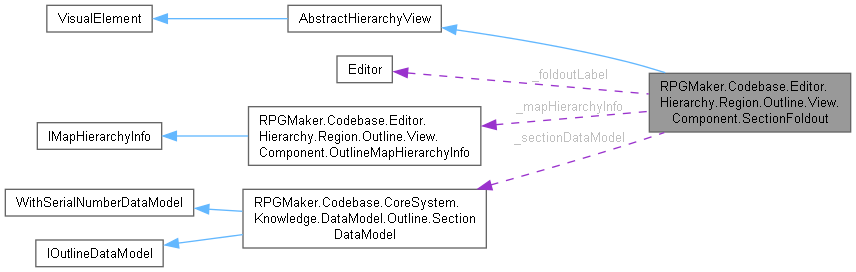 VisualElement
AbstractHierarchyView
Editor
_foldoutLabel
RPGMaker.Codebase.Editor.
Hierarchy.Region.Outline.View.
Component.SectionFoldout
_mapHierarchyInfo
RPGMaker.Codebase.Editor.
Hierarchy.Region.Outline.View.
Component.OutlineMapHierarchyInfo
IMapHierarchyInfo
_sectionDataModel
WithSerialNumberDataModel
RPGMaker.Codebase.CoreSystem.
Knowledge.DataModel.Outline.Section
DataModel
IOutlineDataModel